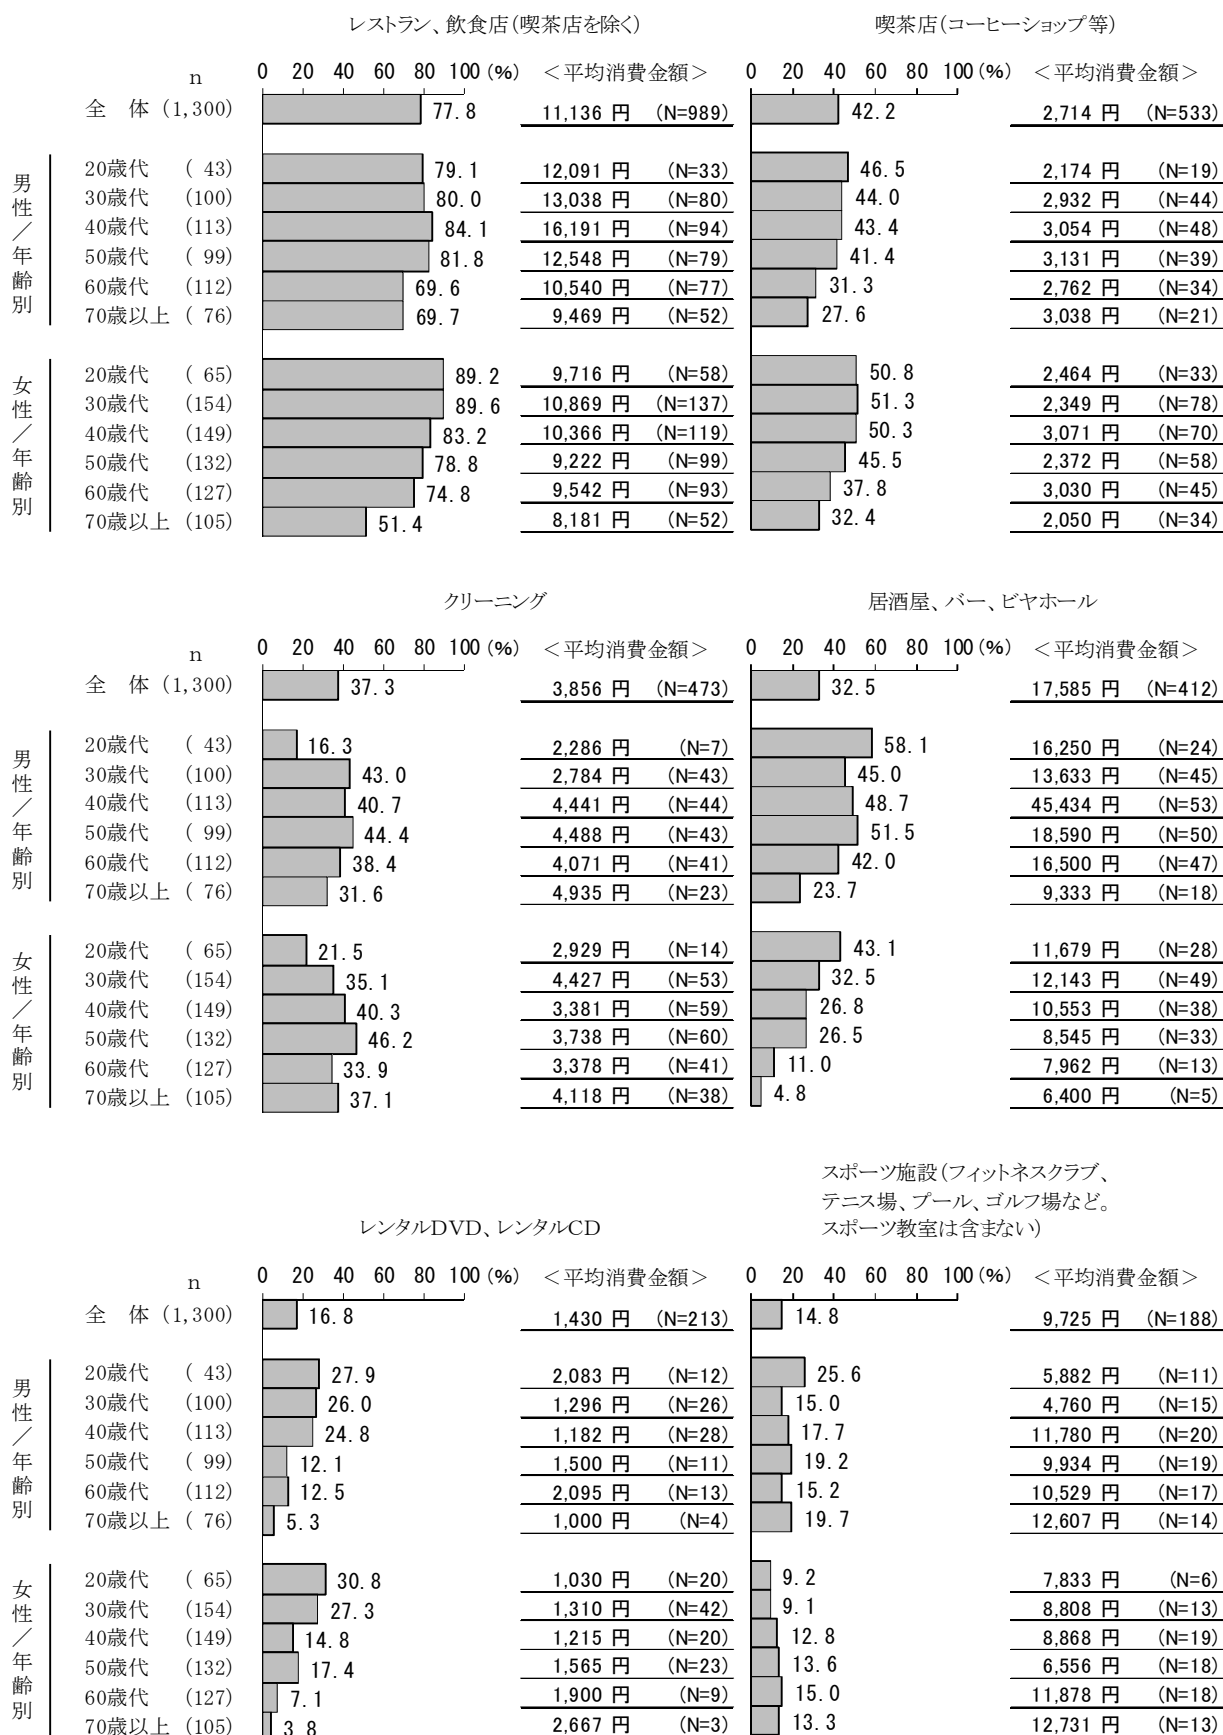 レストラン、飲食店(喫茶店を除く) 喫茶店(コーヒーショップ等)
n 0 20 40 60 80 100 (%) ＜平均消費金額＞ 0 20 40 60 80 100 (%) ＜平均消費金額＞
全 体 (1,300) 77.8 11,136 円 (N=989) 42.2 2,714 円 (N=533)
男性／年齢別
20歳代 ( 43) 79.1 12,091 円 (N=33) 46.5 2,174 円 (N=19)
30歳代 (100) 80.0 13,038 円 (N=80) 44.0 2,932 円 (N=44)
40歳代 (113) 84.1 16,191 円 (N=94) 43.4 3,054 円 (N=48)
50歳代 ( 99) 81.8 12,548 円 (N=79) 41.4 3,131 円 (N=39)
60歳代 (112) 69.6 10,540 円 (N=77) 31.3 2,762 円 (N=34)
70歳以上 ( 76) 69.7 9,469 円 (N=52) 27.6 3,038 円 (N=21)
女性／年齢別
20歳代 ( 65) 89.2 9,716 円 (N=58) 50.8 2,464 円 (N=33)
30歳代 (154) 89.6 10,869 円 (N=137) 51.3 2,349 円 (N=78)
40歳代 (149) 83.2 10,366 円 (N=119) 50.3 3,071 円 (N=70)
50歳代 (132) 78.8 9,222 円 (N=99) 45.5 2,372 円 (N=58)
60歳代 (127) 74.8 9,542 円 (N=93) 37.8 3,030 円 (N=45)
70歳以上 (105) 51.4 8,181 円 (N=52) 32.4 2,050 円 (N=34)
クリーニング 居酒屋、バー、ビヤホール
n 0 20 40 60 80 100 (%) ＜平均消費金額＞ 0 20 40 60 80 100 (%) ＜平均消費金額＞
全 体 (1,300) 37.3 3,856 円 (N=473) 32.5 17,585 円 (N=412)
男性／年齢別
20歳代 ( 43) 16.3 2,286 円 (N=7) 58.1 16,250 円 (N=24)
30歳代 (100) 43.0 2,784 円 (N=43) 45.0 13,633 円 (N=45)
40歳代 (113) 40.7 4,441 円 (N=44) 48.7 45,434 円 (N=53)
50歳代 ( 99) 44.4 4,488 円 (N=43) 51.5 18,590 円 (N=50)
60歳代 (112) 38.4 4,071 円 (N=41) 42.0 16,500 円 (N=47)
70歳以上 ( 76) 31.6 4,935 円 (N=23) 23.7 9,333 円 (N=18)
女性／年齢別
20歳代 ( 65) 21.5 2,929 円 (N=14) 43.1 11,679 円 (N=28)
30歳代 (154) 35.1 4,427 円 (N=53) 32.5 12,143 円 (N=49)
40歳代 (149) 40.3 3,381 円 (N=59) 26.8 10,553 円 (N=38)
50歳代 (132) 46.2 3,738 円 (N=60) 26.5 8,545 円 (N=33)
60歳代 (127) 33.9 3,378 円 (N=41) 11.0 7,962 円 (N=13)
70歳以上 (105) 37.1 4,118 円 (N=38) 4.8 6,400 円 (N=5)
スポーツ施設(フィットネスクラブ、
テニス場、プール、ゴルフ場など。
レンタルDVD、レンタルCD スポーツ教室は含まない)
n 0 20 40 60 80 100 (%) ＜平均消費金額＞ 0 20 40 60 80 100 (%) ＜平均消費金額＞
全 体 (1,300) 16.8 1,430 円 (N=213) 14.8 9,725 円 (N=188)
男性／年齢別
20歳代 ( 43) 27.9 2,083 円 (N=12) 25.6 5,882 円 (N=11)
30歳代 (100) 26.0 1,296 円 (N=26) 15.0 4,760 円 (N=15)
40歳代 (113) 24.8 1,182 円 (N=28) 17.7 11,780 円 (N=20)
50歳代 ( 99) 12.1 1,500 円 (N=11) 19.2 9,934 円 (N=19)
60歳代 (112) 12.5 2,095 円 (N=13) 15.2 10,529 円 (N=17)
70歳以上 ( 76) 5.3 1,000 円 (N=4) 19.7 12,607 円 (N=14)
女性／年齢別
20歳代 ( 65) 30.8 1,030 円 (N=20) 9.2 7,833 円 (N=6)
30歳代 (154) 27.3 1,310 円 (N=42) 9.1 8,808 円 (N=13)
40歳代 (149) 14.8 1,215 円 (N=20) 12.8 8,868 円 (N=19)
50歳代 (132) 17.4 1,565 円 (N=23) 13.6 6,556 円 (N=18)
60歳代 (127) 7.1 1,900 円 (N=9) 15.0 11,878 円 (N=18)
70歳以上 (105) 3.8 2,667 円 (N=3) 13.3 12,731 円 (N=13)